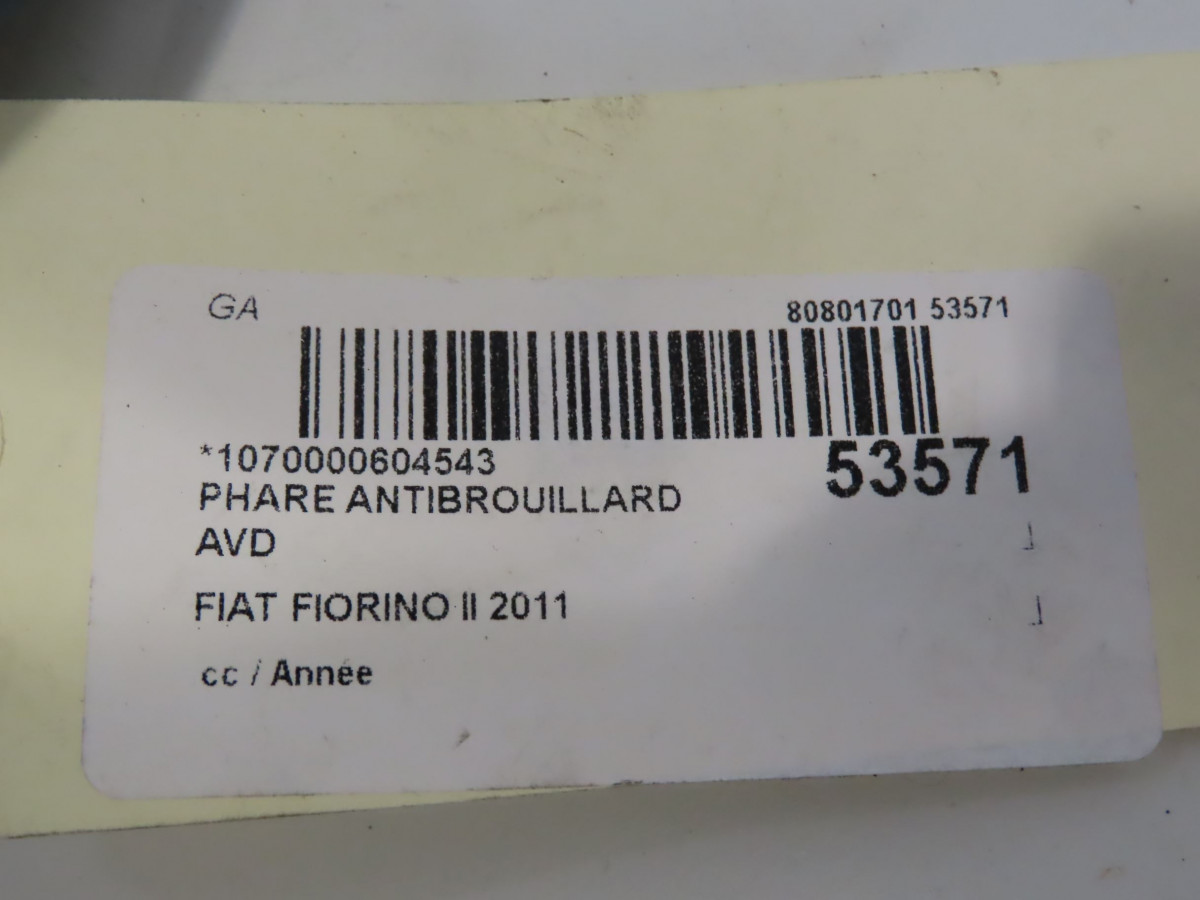 GA 80801701 53571
*1070000604543
53571
PHARE ANTIBROUILLARD
AVD
FIAT FIORINO II 2011
cc / Année